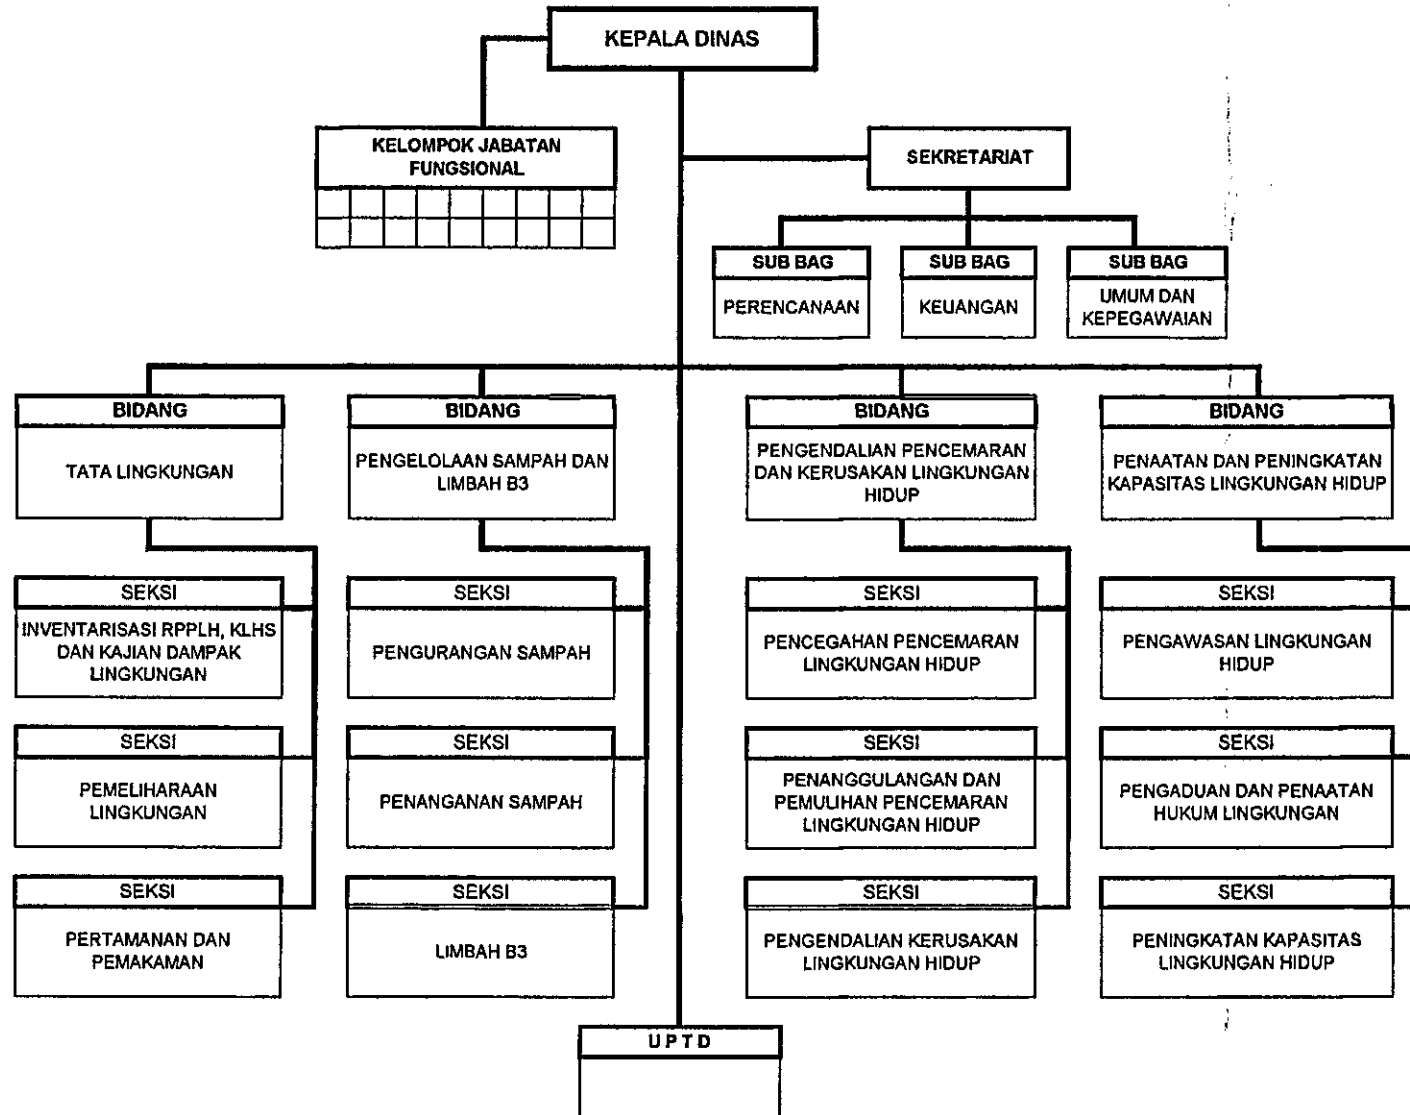 KEPALA DINAS
KELOMPOK JABATAN
FUNGSIONAL
SEKRETARIAT
SUB BAG
PERENCANAAN
SUB BAG
KEUANGAN
SUB BAG
UMUM DAN
KEPEGAWAIAN
BIDANG
TATA LINGKUNGAN
BIDANG
PENGELOLAAN SAMPAH DAN
LIMBAH B3
BIDANG
PENGENDALIAN PENCEMARAN
DAN KERUSAKAN LINGKUNGAN
HIDUP
BIDANG
PENAATAN DAN PENINGKATAN
KAPASITAS LINGKUNGAN HIDUP
SEKSI
INVENTARISASI RPPLH, KLHS
DAN KAJIAN DAMPAK
LINGKUNGAN
SEKSI
PENGURANGAN SAMPAH
SEKSI
PENCEGAHAN PENCEMARAN
LINGKUNGAN HIDUP
SEKSI
PENGAWASAN LINGKUNGAN
HIDUP
SEKSI
PEMELIHARAAN
LINGKUNGAN
SEKSI
PENANGANAN SAMPAH
SEKSI
PENANGGULANGAN DAN
PEMULIHAN PENCEMARAN
LINGKUNGAN HIDUP
SEKSI
PENGADUAN DAN PENAATAN
HUKUM LINGKUNGAN
SEKSI
PERTAMANAN DAN
PEMAKAMAN
SEKSI
LIMBAH B3
SEKSI
PENGENDALIAN KERUSAKAN
LINGKUNGAN HIDUP
SEKSI
PENINGKATAN KAPASITAS
LINGKUNGAN HIDUP
U P T D